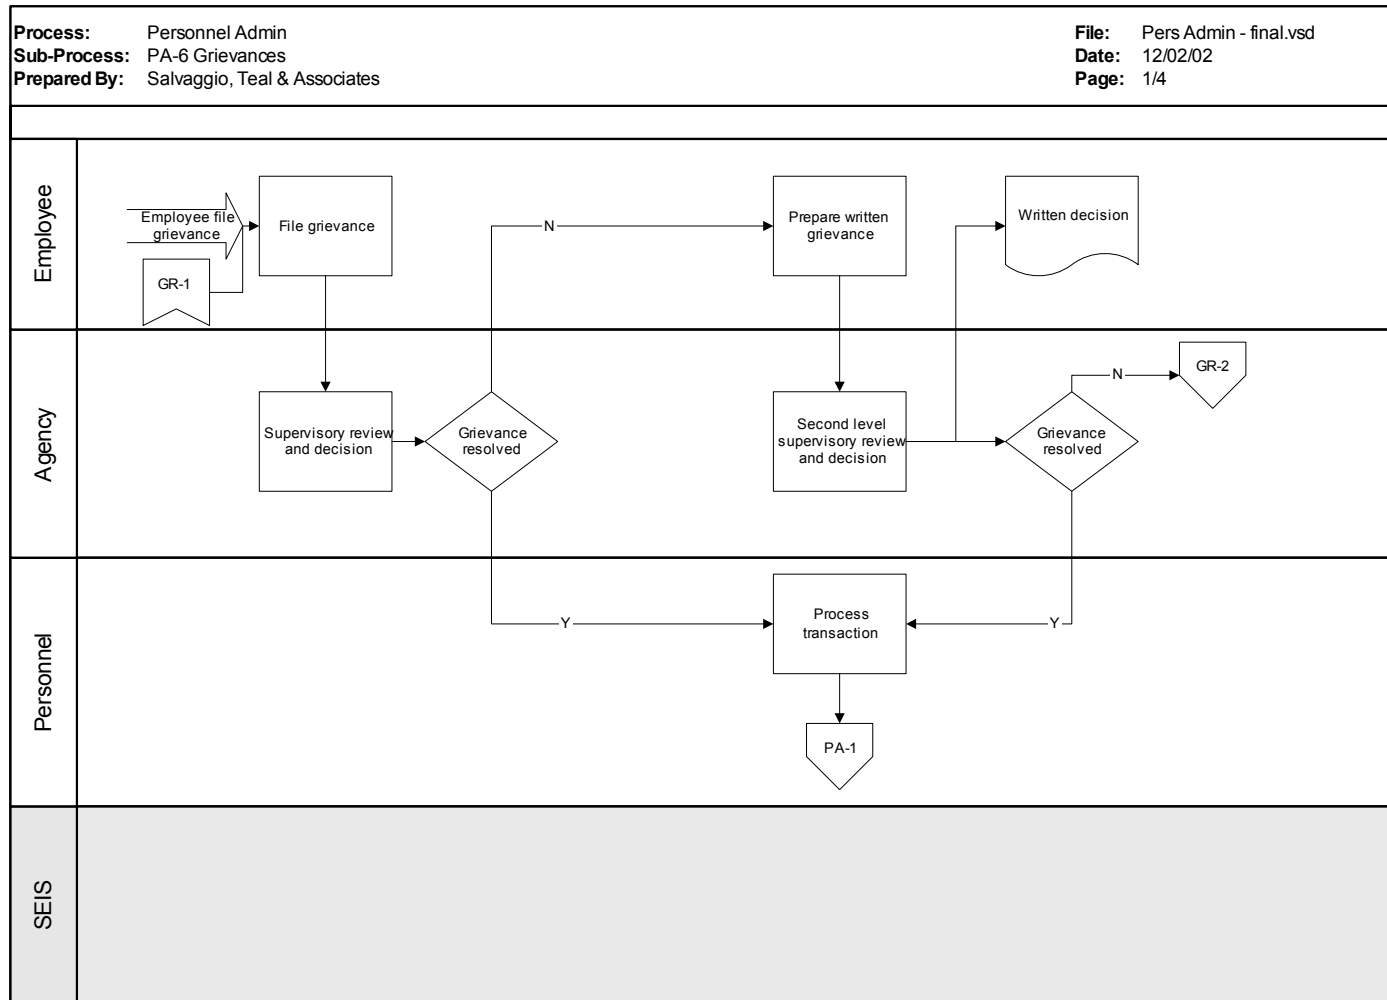 Process: Personnel Admin
Sub-Process: PA-6 Grievances
Prepared By: Salvaggio, Teal & Associates
File: Pers Admin - final.vsd
Date: 12/02/02
Page: 1/4
Employee
Employee file
grievance
GR-1
File grievance
N
Prepare written
grievance
Written decision
Agency
Supervisory review
and decision
Grievance
resolved
Second level
supervisory review
and decision
Grievance
resolved
N
GR-2
Personnel
Y
Process
transaction
Y
PA-1
SEIS